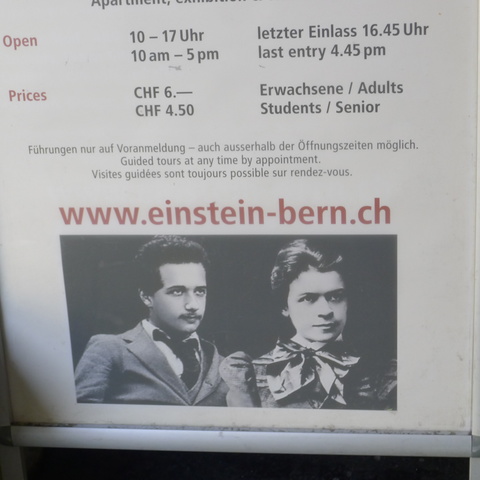 Apartment, exhibition
Open 10 – 17 Uhr letzter Einlass 16.45 Uhr
10 am – 5 pm last entry 4.45 pm
Prices CHF 6.— Erwachsene / Adults
CHF 4.50 Students / Senior
Führungen nur auf Voranmeldung – auch ausserhalb der Öffnungszeiten möglich.
Guided tours at any time by appointment.
Visites guidées sont toujours possible sur rendez-vous.
www.einstein-bern.ch